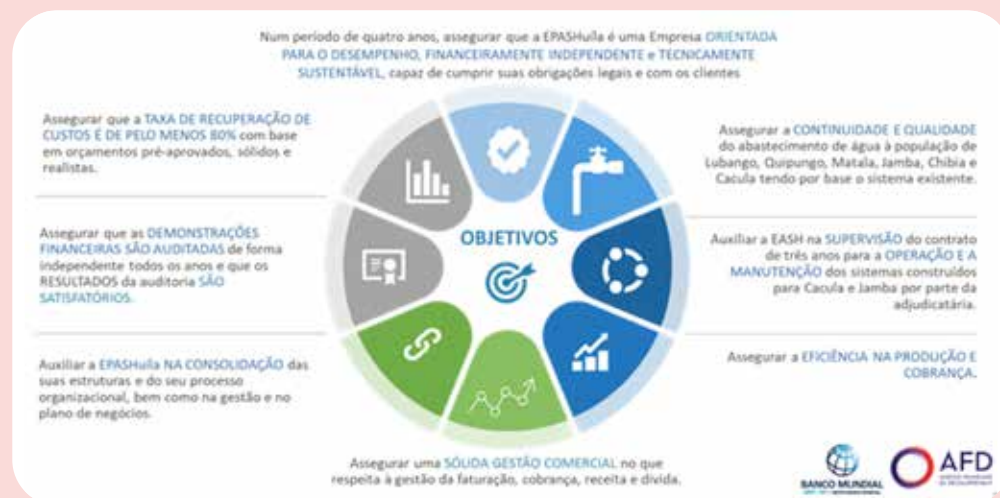 Num período de quatro anos, assegurar que a EPASHuíla é uma Empresa ORIENTADA
PARA O DESEMPENHO, FINANCEIRAMENTE INDEPENDENTE e TECNICAMENTE
SUSTENTÁVEL, capaz de cumprir suas obrigações legais e com os clientes
Assegurar que a TAXA DE RECUPERAÇÃO DE
CUSTOS É DE PELO MENOS 80% com base
em orçamentos pré-aprovados, sólidos e
realistas.
Assegurar que as DEMONSTRAÇÕES
FINANCEIRAS SÃO AUDITADAS de forma
independente todos os anos e que os
RESULTADOS da auditoria SÃO
SATISFATÓRIOS.
Auxiliar a EPASHuíla NA CONSOLIDAÇÃO das
suas estruturas e do seu processo
organizacional, bem como na gestão e no
plano de negócios.
OBJETIVOS
Assegurar a CONTINUIDADE E QUALIDADE
do abastecimento de água à população de
Lubango, Quipungo, Matala, Jamba, Chibia e
Cacula tendo por base o sistema existente.
Auxiliar a EASH na SUPERVISÃO do contrato
de três anos para a OPERAÇÃO E A
MANUTENÇÃO dos sistemas construídos
para Cacula e Jamba por parte da
adjudicatária.
Assegurar a EFICIÊNCIA NA PRODUÇÃO E
COBRANÇA.
Assegurar uma SÓLIDA GESTÃO COMERCIAL no que
respeita à gestão da faturação, cobrança, receita e dívida.
BANCO MUNDIAL
AFD